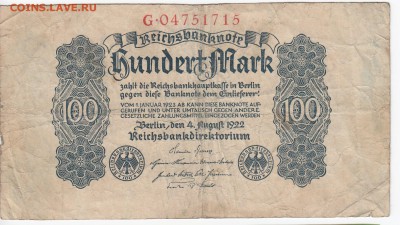 COINSS.LAVE.RU
G·04751715
Reichsbanknote
Hundert Mark
zahlt die Reichsbankhauptkasse in Berlin
gegen diese Banknote dem Einlieferer!
VOM 1. JANUAR 1923 AB KANN DIESE BANKNOTE AUF-
GERUFEN UND UNTER UMTAUSCH GEGEN ANDERE
GESETZLICHE ZAHLUNGSMITTEL EINGEZOGEN WERDEN
100
100
Berlin, den 4. August 1922
Reichsbankdirektorium